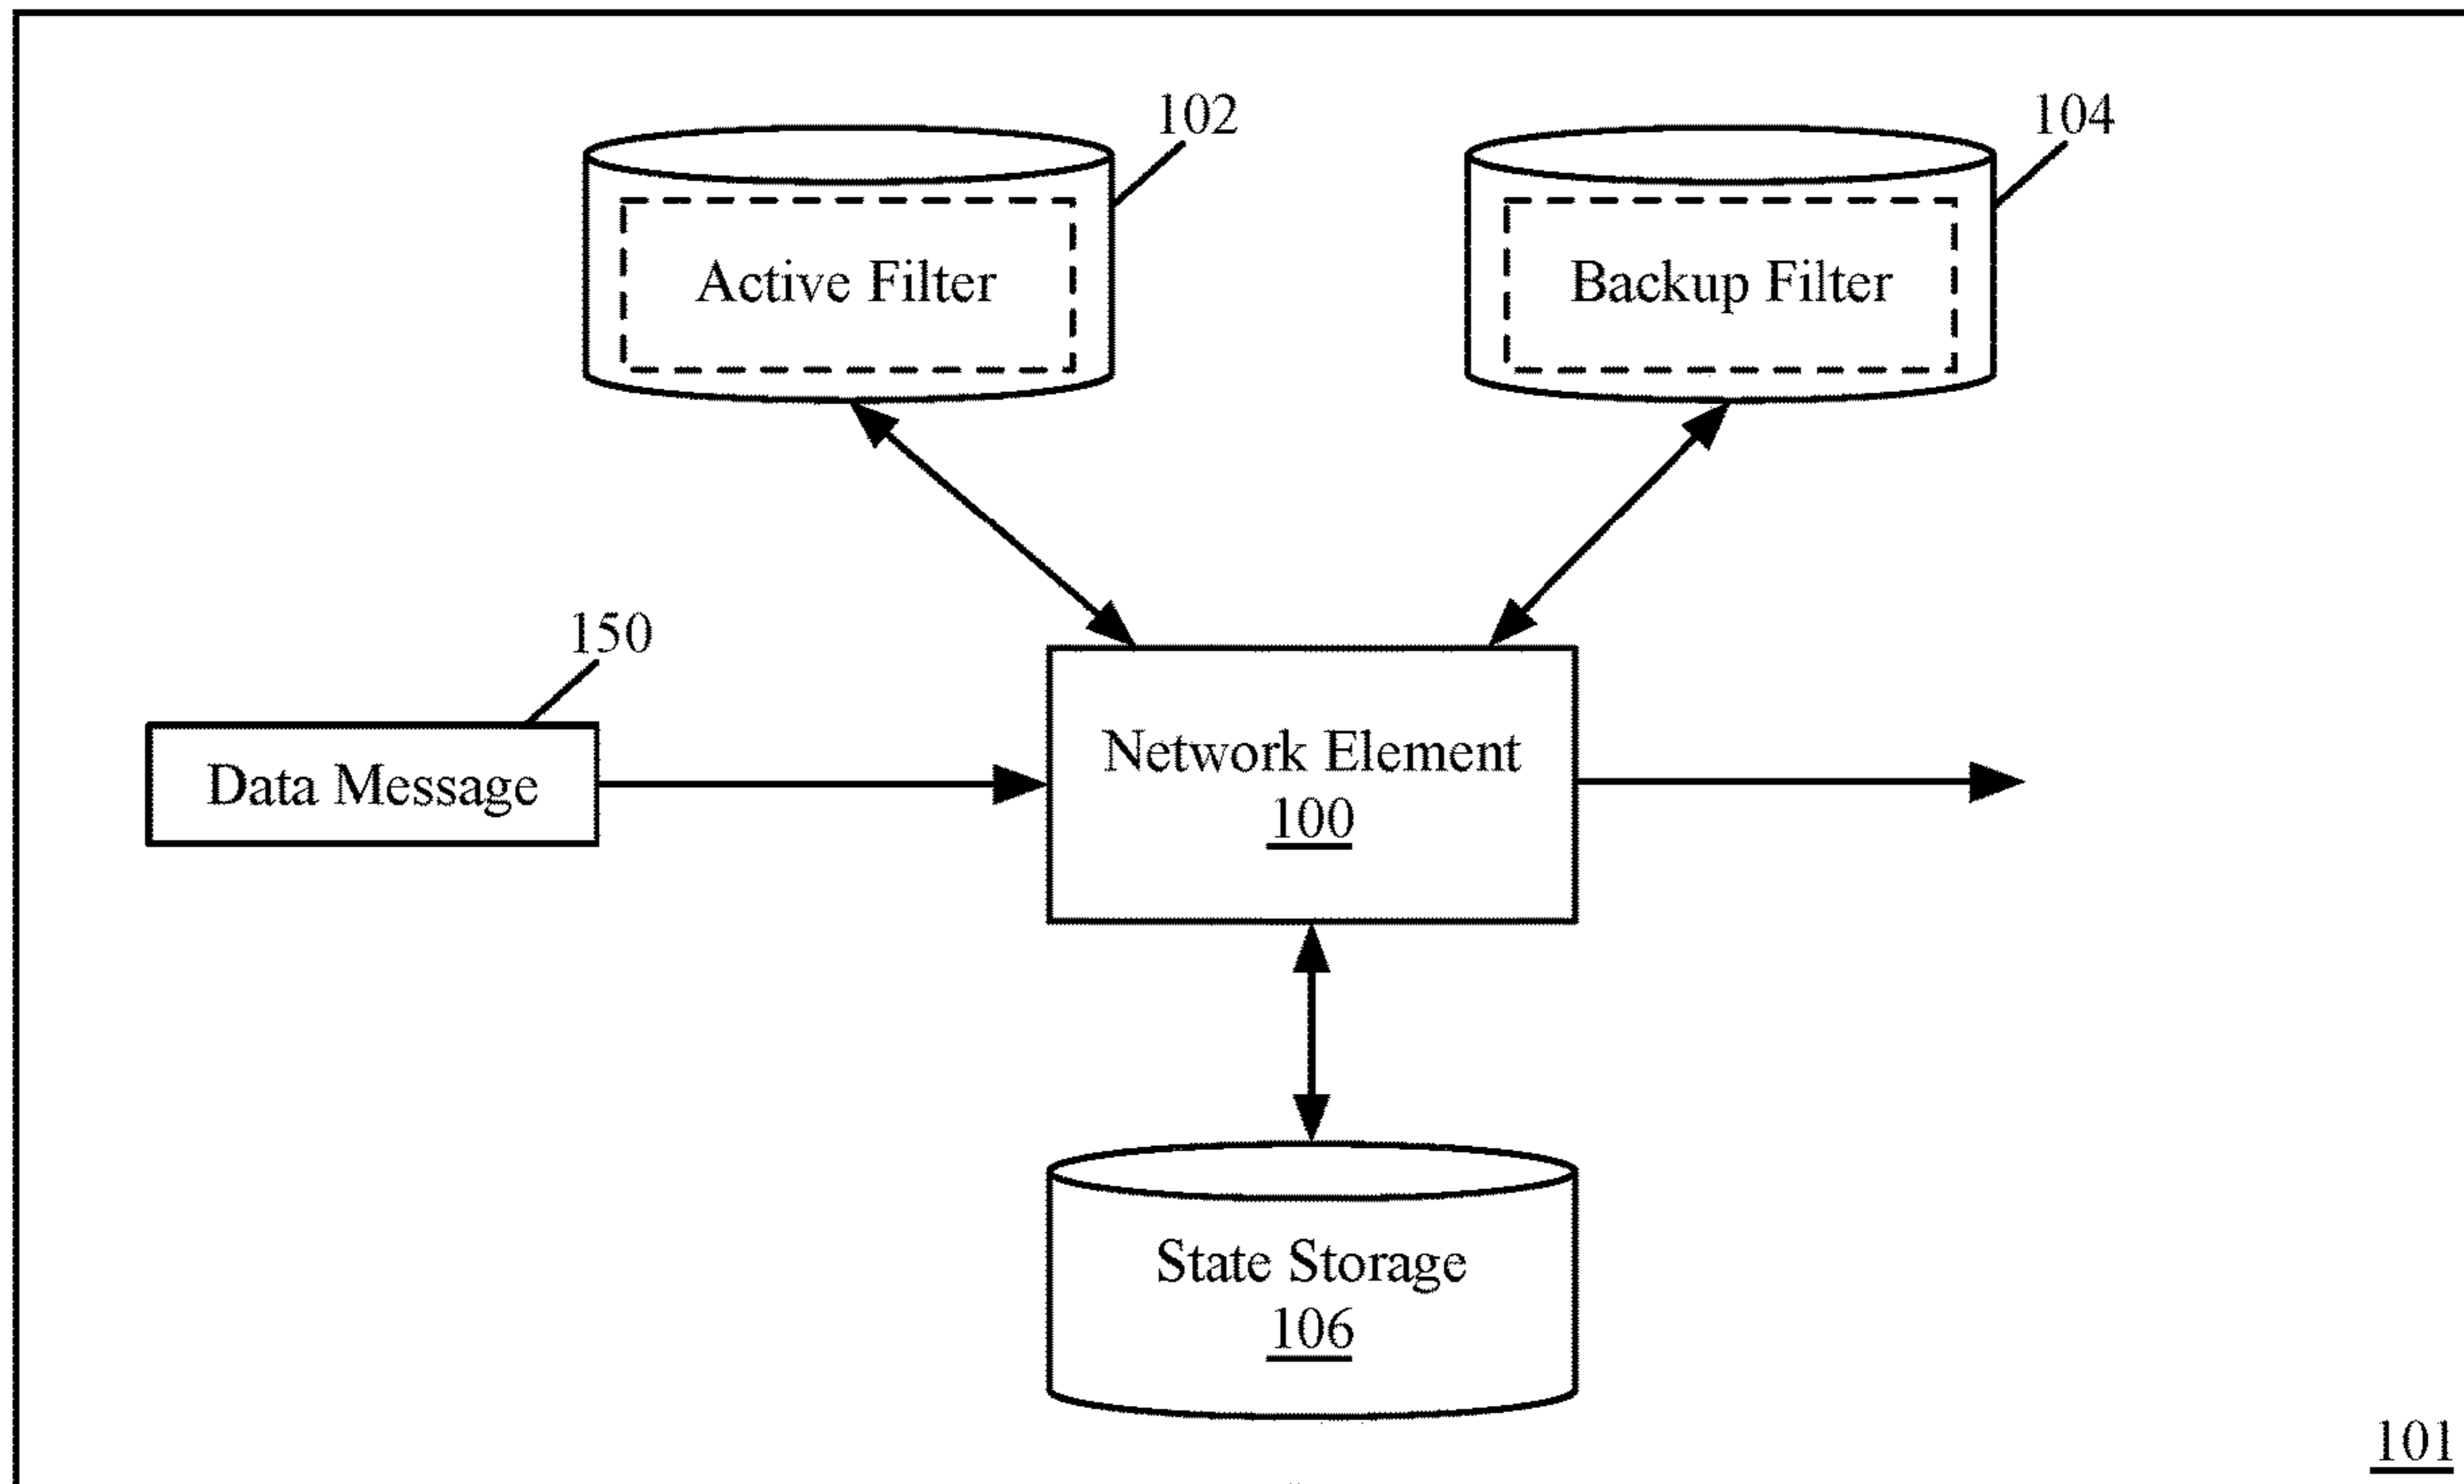 102
104
Active Filter
Backup Filter
150
Data Message
Network Element
100
State Storage
106
101